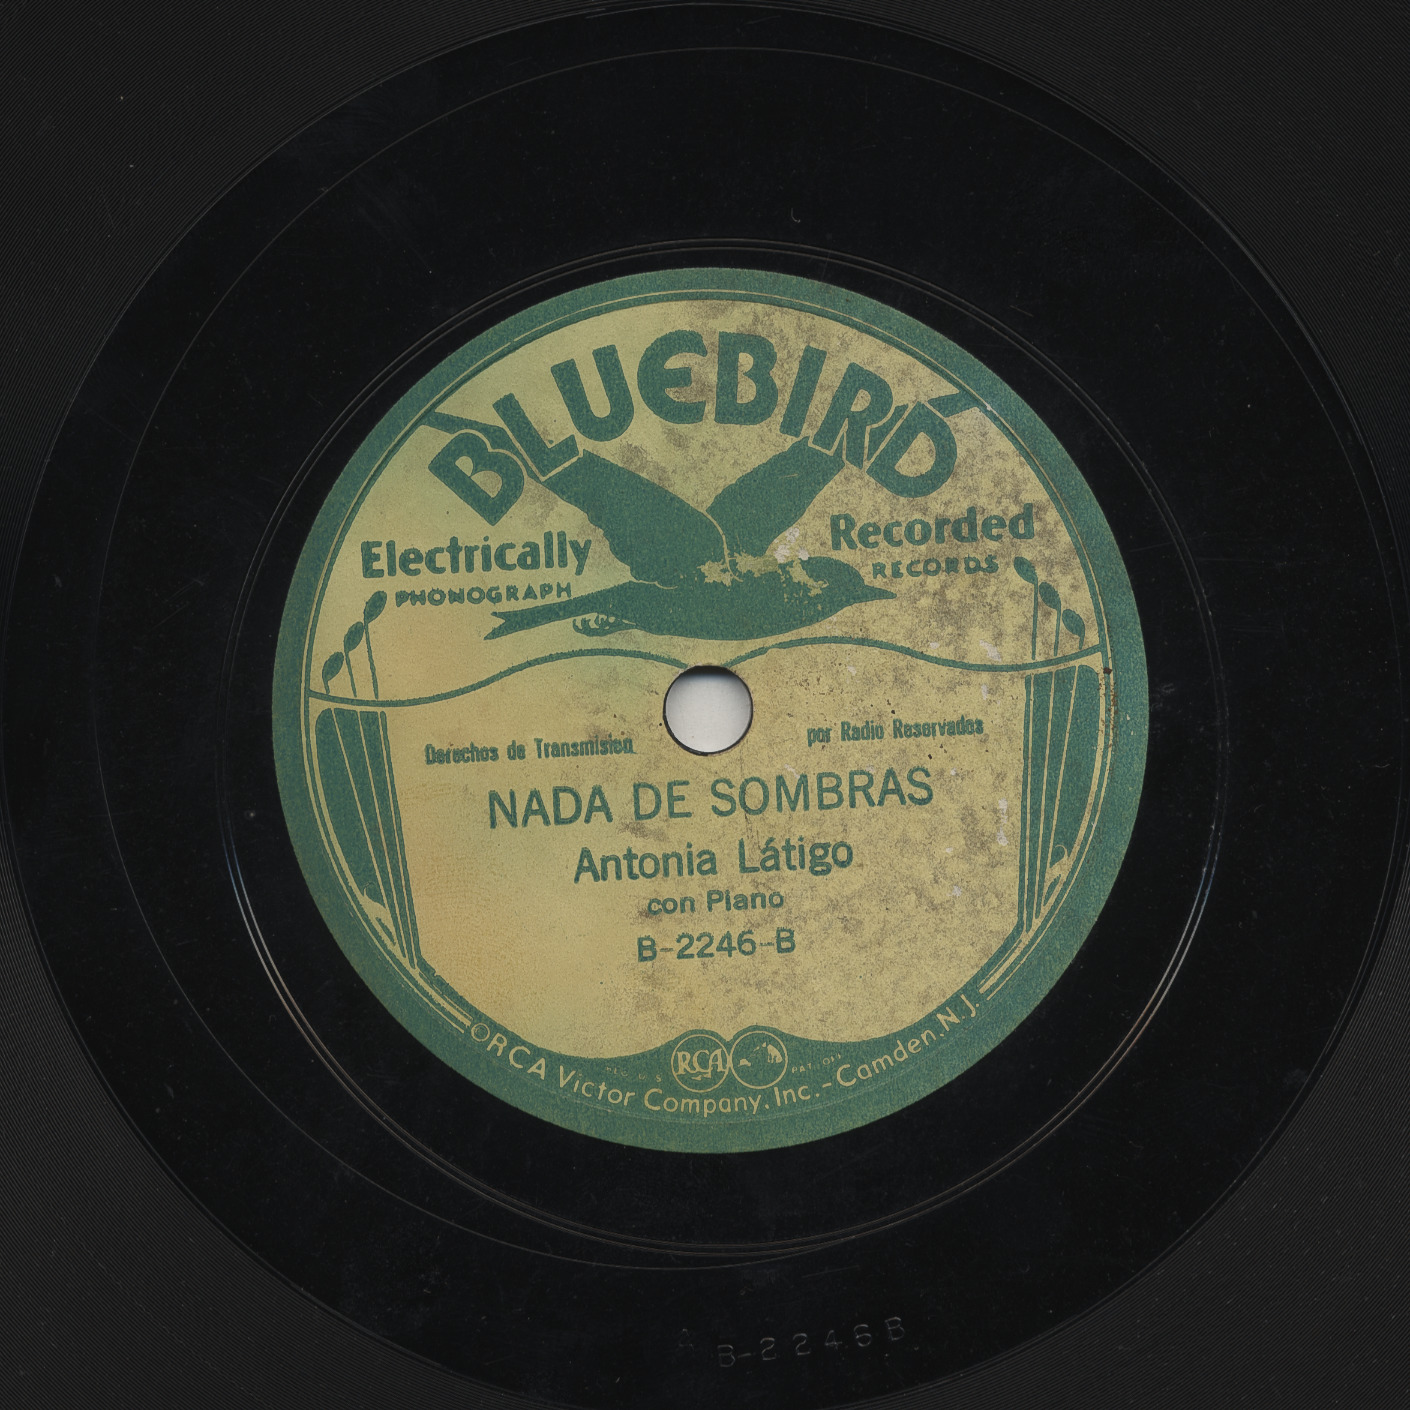 BLUEBIRD
Electrically Recorded
PHONOGRAPH RECORDS
Derechos de Transmision por Radio Reservados
NADA DE SOMBRAS
Antonia Látigo
con Piano
B-2246-B
RCA
©RCA Victor Company, Inc. - Camden, N.J.
A B-2246B